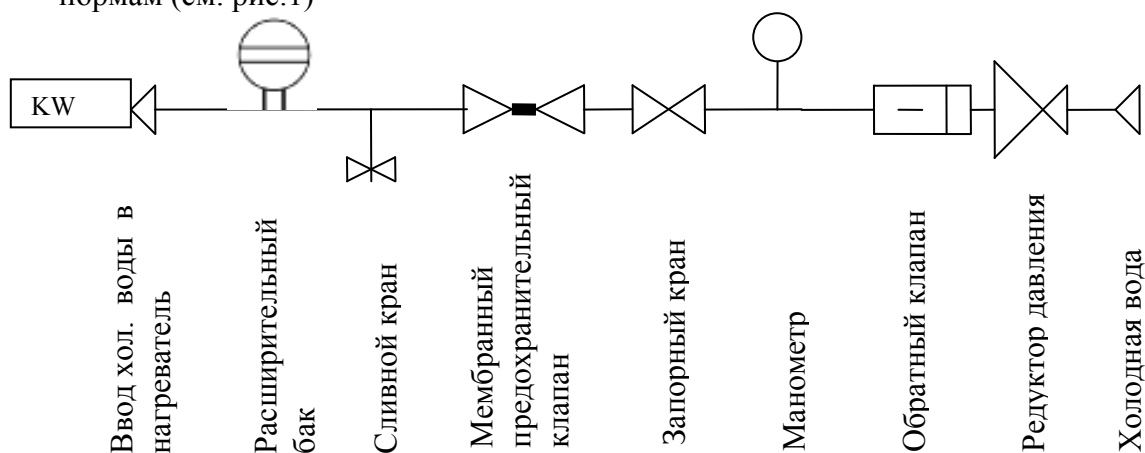 нормам (см. рис.1)
KW
Ввод хол. воды в
нагреватель
Расширительный
бак
Сливной кран
Мембранный
предохранительный
клапан
Запорный кран
Манометр
Обратный клапан
Редуктор давления
Холодная вода